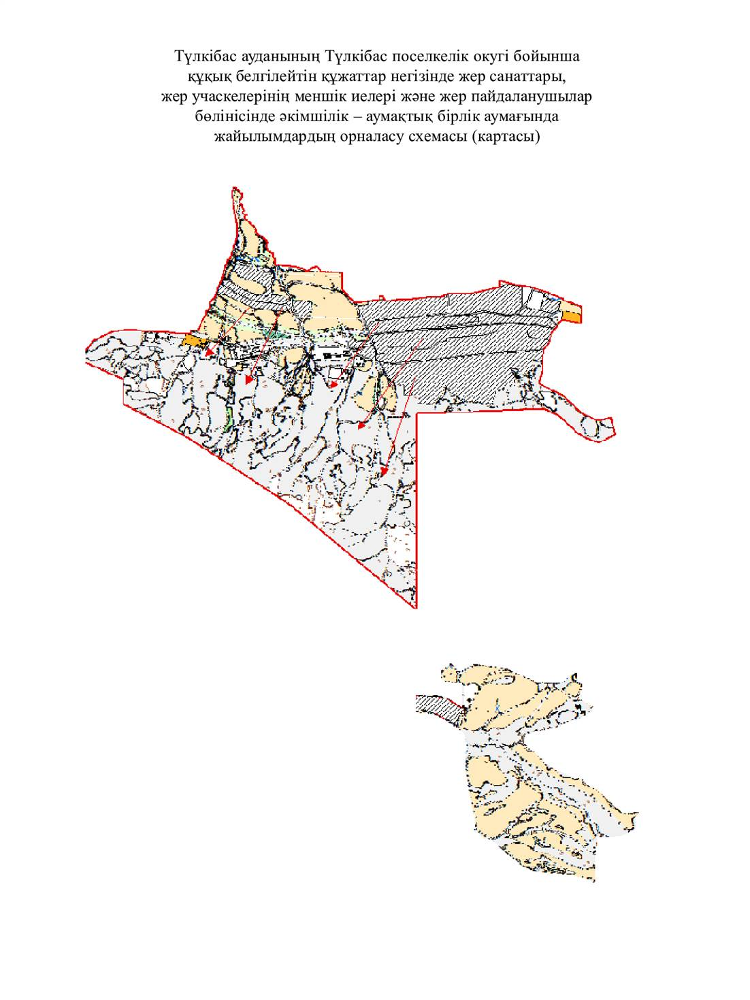 Түлкібас ауданының Түлкібас поселкелік окугі бойынша
құқық белгілейтін құжаттар негізінде жер санаттары,
жер учаскелерінің меншік иелері және жер пайдаланушылар
бөлінісінде әкімшілік – аумақтық бірлік аумағында
жайылымдардың орналасу схемасы (картасы)